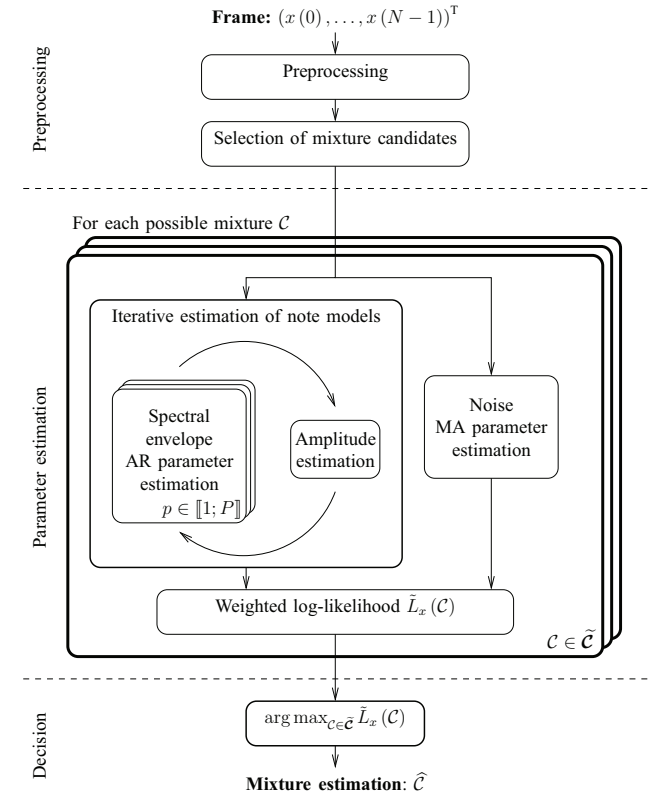 Frame: (x (0) , . . . , x (N − 1))ᵀ
Preprocessing
Preprocessing
Selection of mixture candidates
For each possible mixture 𝒞
Parameter estimation
Iterative estimation of note models
Spectral
envelope
AR parameter
estimation
p ∈ ⟦1; P⟧
Amplitude
estimation
Noise
MA parameter
estimation
Weighted log-likelihood L̃ₓ (𝒞)
𝒞 ∈ 𝓒̃
Decision
arg max_{𝒞∈𝓒̃} L̃ₓ (𝒞)
Mixture estimation: 𝒞̂